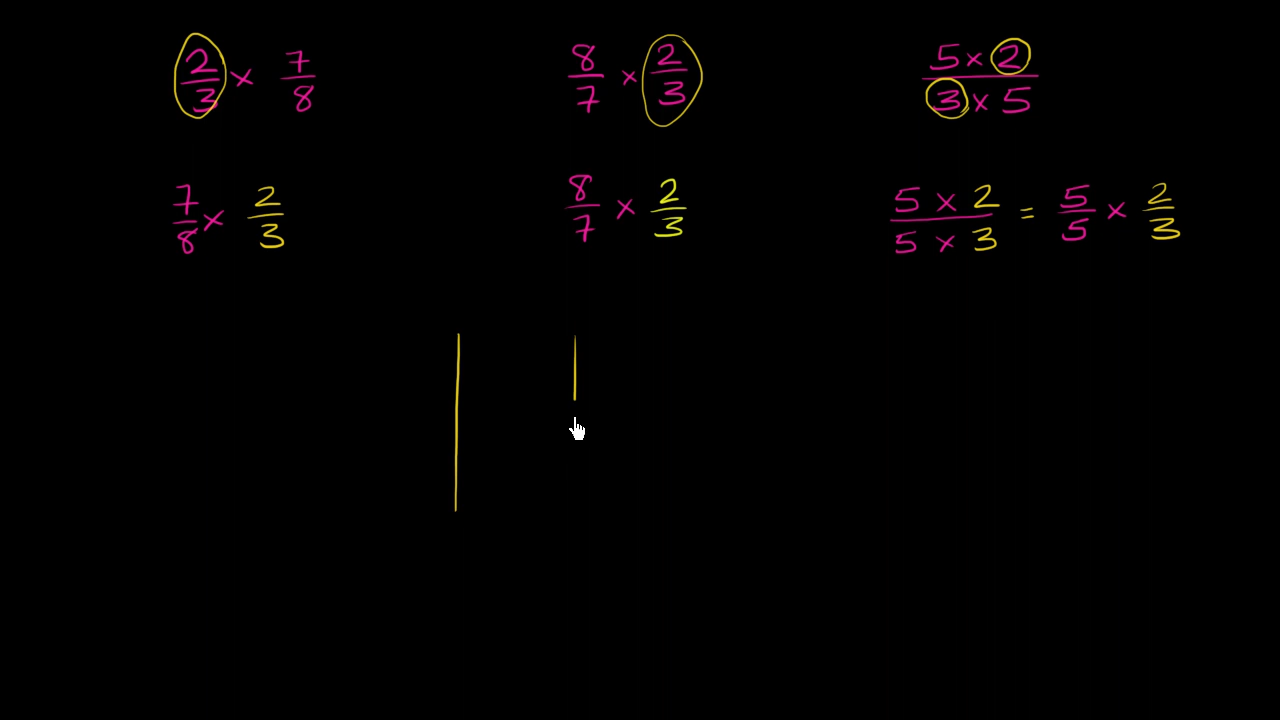 2/3 × 7/8
8/7 × 2/3
5 × 2 / 3 × 5
7/8 × 2/3
8/7 × 2/3
5 × 2 / 5 × 3 = 5/5 × 2/3